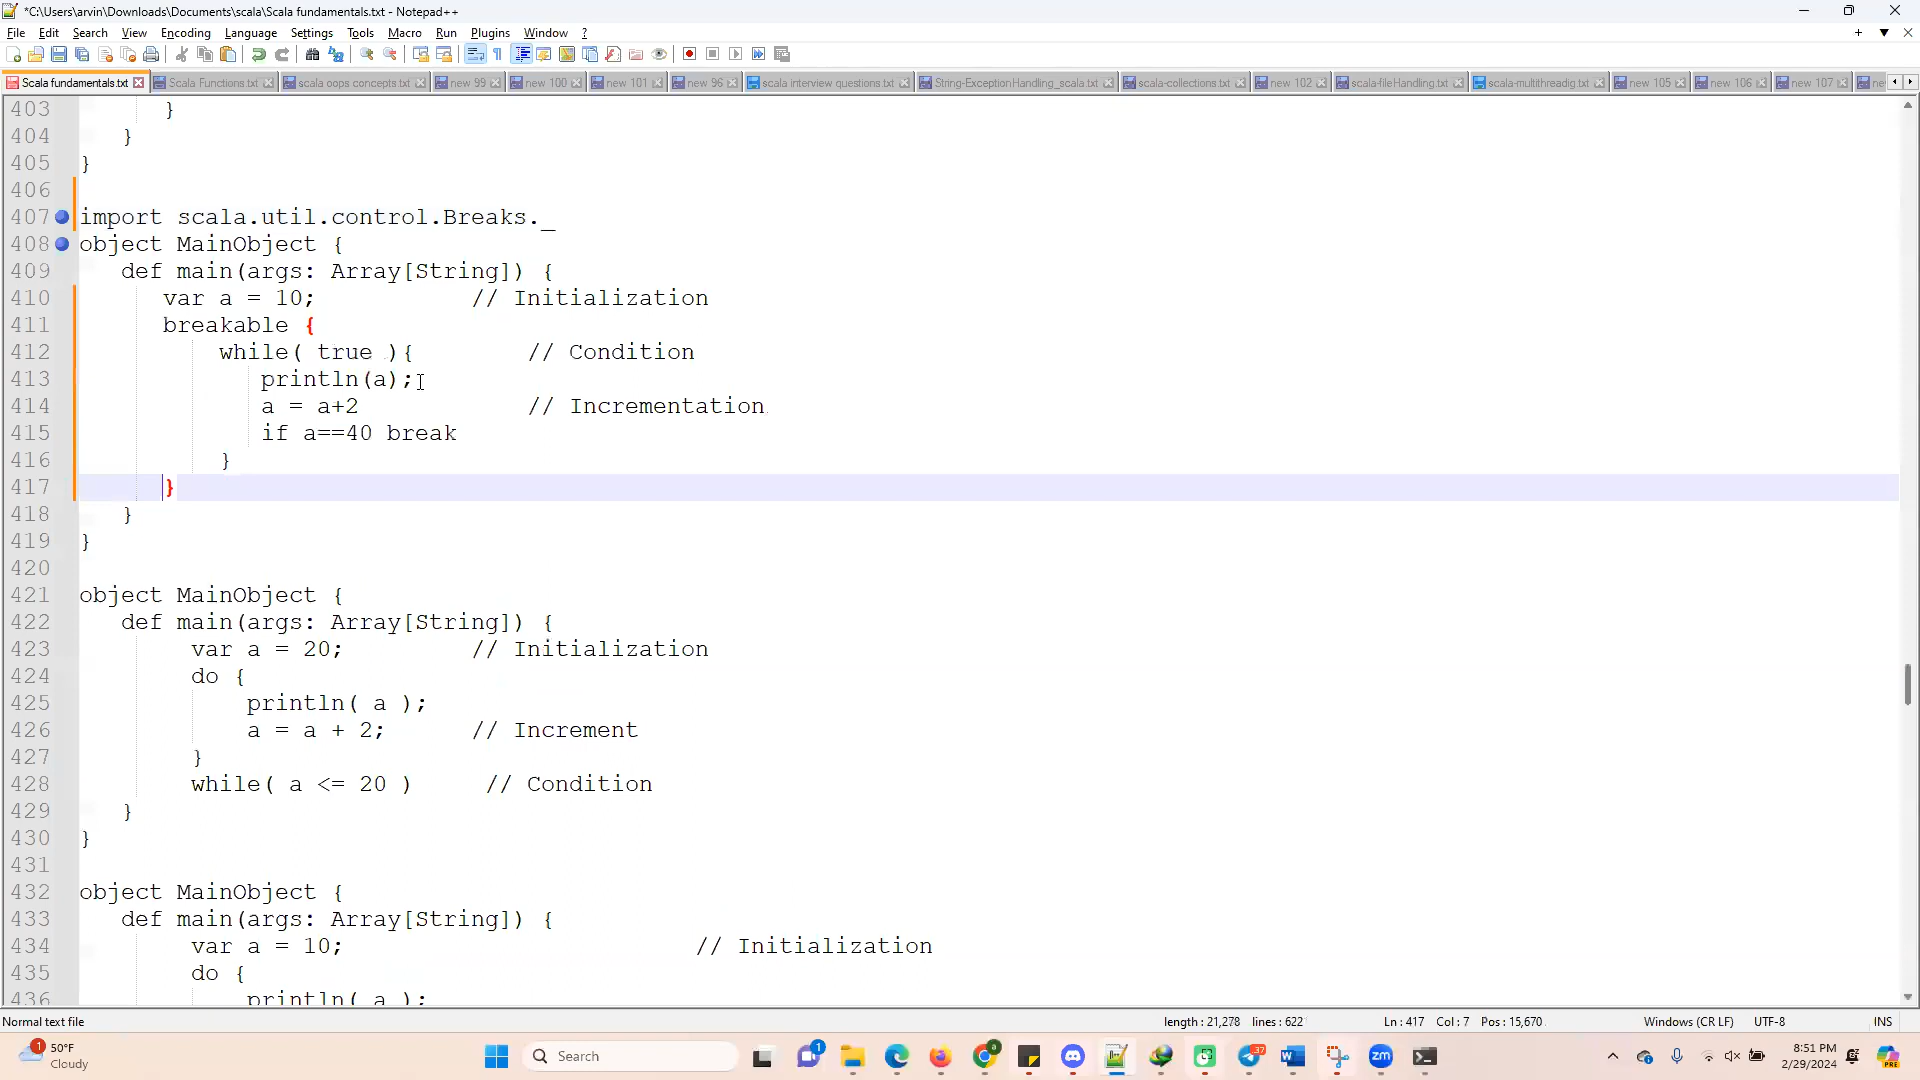 *C:\Users\arvin\Downloads\Documents\scala\Scala fundamentals.txt - Notepad++
File Edit Search View Encoding Language Settings Tools Macro Run Plugins Window ?
Scala fundamentals.txt Scala Functions.txt scala oops concepts.txt new 99 new 100 new 101 new 96 scala interview questions.txt String-ExceptionHandling_scala.txt scala-collections.txt new 102 scala-fileHandling.txt scala-multithreadig.txt new 105 new 106 new 107
403 }
404 }
405 }
406
407 import scala.util.control.Breaks._
408 object MainObject {
409 def main(args: Array[String]) {
410 var a = 10; // Initialization
411 breakable {
412 while( true ){ // Condition
413 println(a);
414 a = a+2 // Incrementation
415 if a==40 break
416 }
417 }
418 }
419 }
420
421 object MainObject {
422 def main(args: Array[String]) {
423 var a = 20; // Initialization
424 do {
425 println( a );
426 a = a + 2; // Increment
427 }
428 while( a <= 20 ) // Condition
429 }
430 }
431
432 object MainObject {
433 def main(args: Array[String]) {
434 var a = 10; // Initialization
435 do {
436 println( a );
Normal text file length : 21,278 lines : 622 Ln : 417 Col : 7 Pos : 15,670 Windows (CR LF) UTF-8 INS
50°F
Cloudy
Search
8:51 PM
2/29/2024